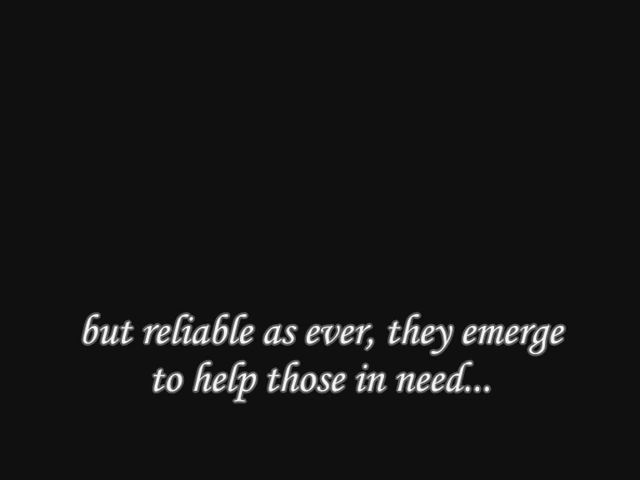 but reliable as ever, they emerge
to help those in need...